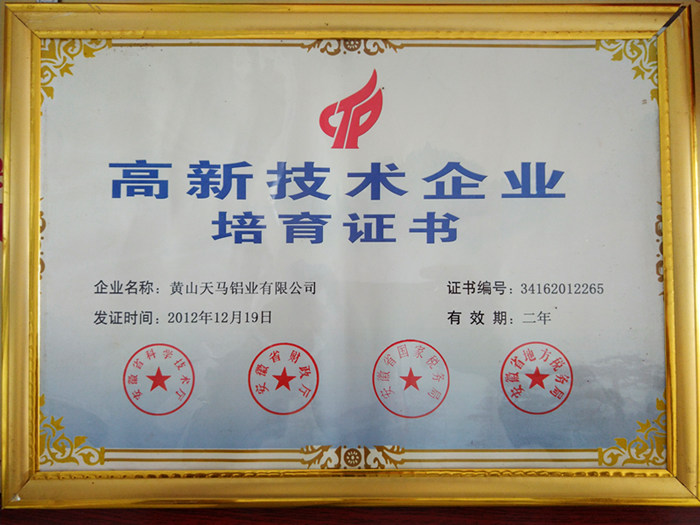 CTP
高新技术企业
培育证书
企业名称：黄山天马铝业有限公司
证书编号：34162012265
发证时间：2012年12月19日
有 效 期：二年
安徽省科学技术厅
安徽省财政厅
安徽省国家税务局
安徽省地方税务局